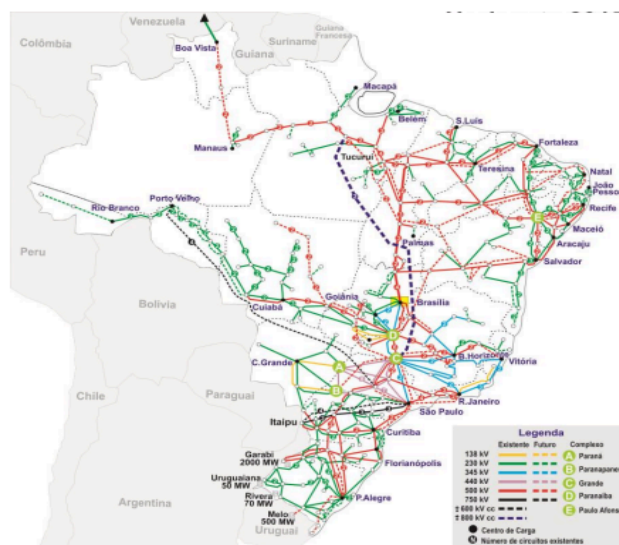 Venezuela
Colômbia
Boa Vista
Guiana
Suriname
Guiana
Francesa
Macapá
Belém
S.Luís
Manaus
Tucuruí
Fortaleza
Teresina
Natal
João
Pesso
Recife
E
Maceió
Aracaju
Salvador
Porto Velho
Rio Branco
Palmas
Peru
Bolívia
Cuiabá
Goiânia
Brasília
D
C
B.Horizonte
Vitória
C.Grande
A
B
Paraguai
Chile
R.Janeiro
São Paulo
Itaipu
Curitiba
Garabi
2000 MW
Florianópolis
Uruguaiana
50 MW
Rivera
70 MW
P.Alegre
Melo
500 MW
Argentina
Uruguai
Legenda
Existente Futuro Complexo
138 kV A Paraná
230 kV B Paranapanema
345 kV C Grande
440 kV D Paranaíba
500 kV E Paulo Afonso
750 kV
± 600 kV cc
± 800 kV cc
Centro de Carga
N Número de circuitos existentes